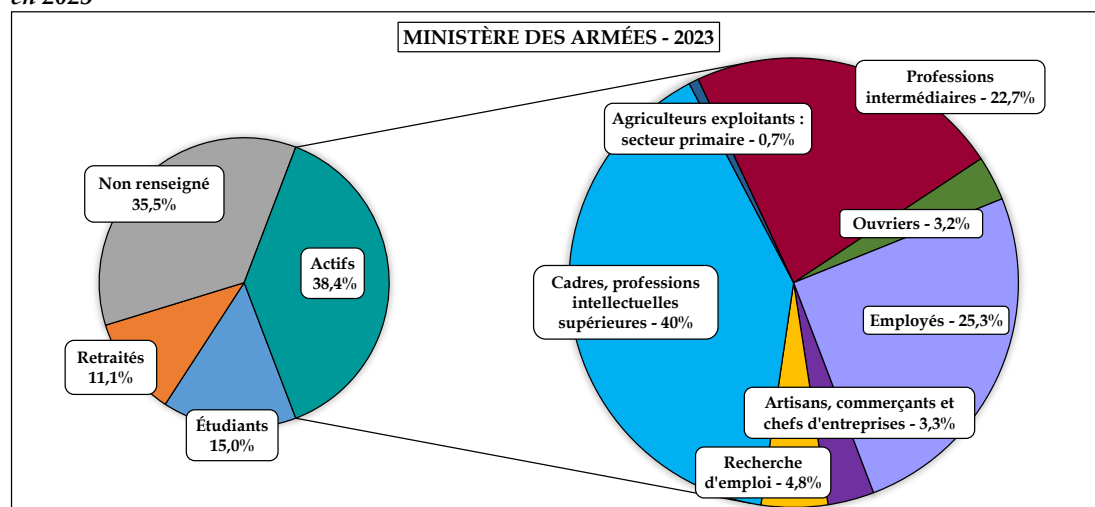 en 2023
MINISTÈRE DES ARMÉES - 2023
Non renseigné
35,5%
Actifs
38,4%
Retraités
11,1%
Étudiants
15,0%
Professions
intermédiaires - 22,7%
Agriculteurs exploitants :
secteur primaire - 0,7%
Ouvriers - 3,2%
Cadres, professions
intellectuelles
supérieures - 40%
Employés - 25,3%
Artisans, commerçants et
chefs d'entreprises - 3,3%
Recherche
d'emploi - 4,8%